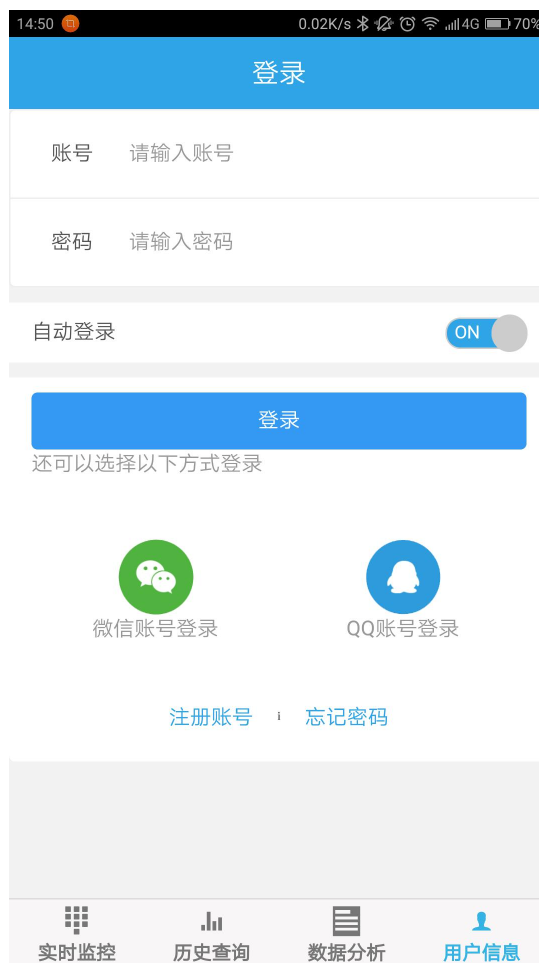 14:50 0.02K/s 4G 70%
登录
账号 请输入账号
密码 请输入密码
自动登录 ON
登录
还可以选择以下方式登录
微信账号登录 QQ账号登录
注册账号 i 忘记密码
实时监控 历史查询 数据分析 用户信息